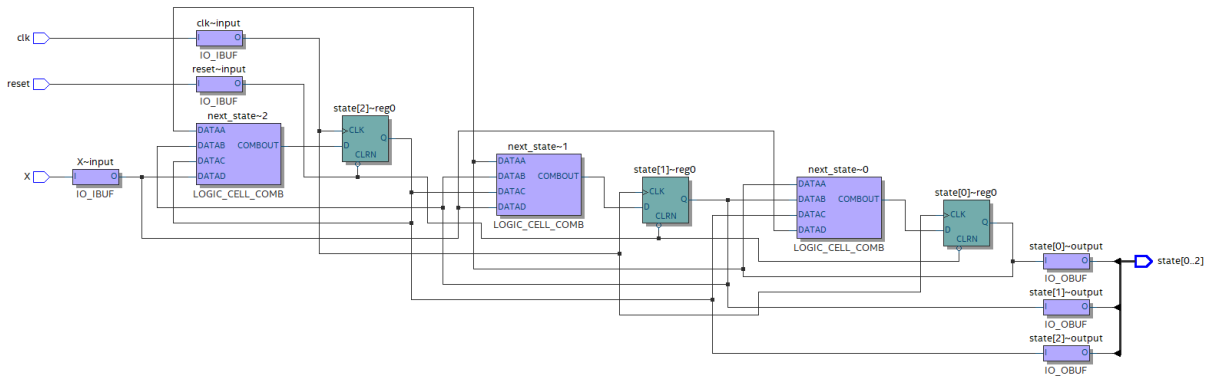 clk
clk~input
I
O
IO_IBUF
reset
reset~input
I
O
IO_IBUF
X
X~input
I
O
IO_IBUF
next_state~2
DATAA
DATAB
DATAC
DATAD
COMBOUT
LOGIC_CELL_COMB
state[2]~reg0
CLK
D
Q
CLRN
next_state~1
DATAA
DATAB
DATAC
DATAD
COMBOUT
LOGIC_CELL_COMB
state[1]~reg0
CLK
D
Q
CLRN
next_state~0
DATAA
DATAB
DATAC
DATAD
COMBOUT
LOGIC_CELL_COMB
state[0]~reg0
CLK
D
Q
CLRN
state[0]~output
I
O
IO_OBUF
state[1]~output
I
O
IO_OBUF
state[2]~output
I
O
IO_OBUF
state[0..2]